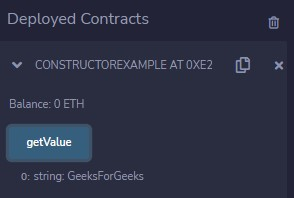 Deployed Contracts
CONSTRUCTOREXAMPLE AT 0XE2
Balance: 0 ETH
getValue
0: string: GeeksForGeeks